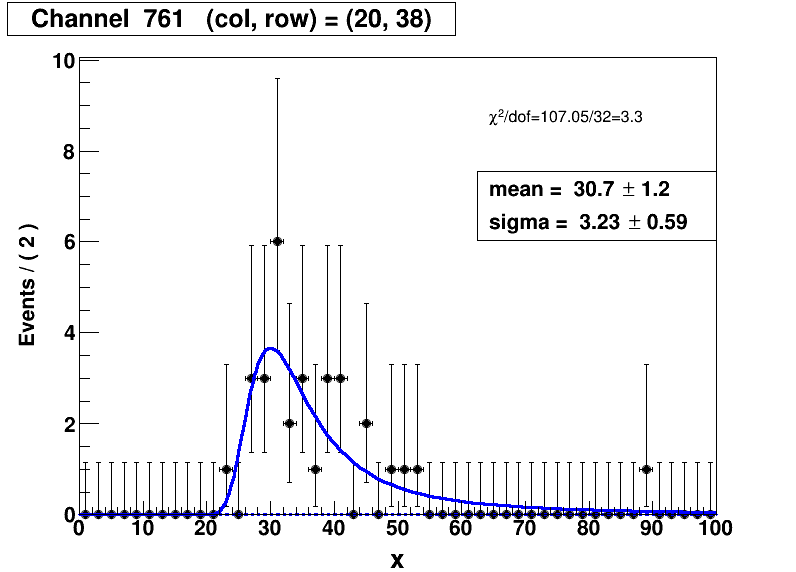 Channel 761 (col, row) = (20, 38)
χ²/dof=107.05/32=3.3
mean = 30.7 ± 1.2
sigma = 3.23 ± 0.59
Events / ( 2 )
10
8
6
4
2
0
0 10 20 30 40 50 60 70 80 90 100
x